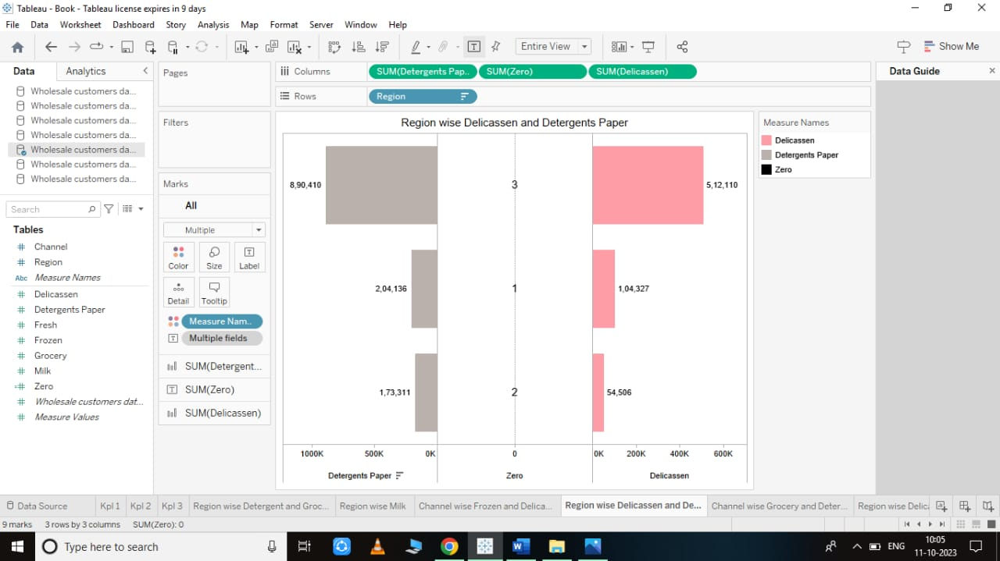 Tableau - Book - Tableau license expires in 9 days
File Data Worksheet Dashboard Story Analysis Map Format Server Window Help
Entire View
Show Me
Data Analytics
Wholesale customers da...
Wholesale customers da...
Wholesale customers da...
Wholesale customers da...
Wholesale customers da...
Wholesale customers da...
Wholesale customers da...
Search
Tables
Channel
Region
Abc Measure Names
Delicassen
Detergents Paper
Fresh
Frozen
Grocery
Milk
Zero
Wholesale customers dat...
Measure Values
Pages
Filters
Marks
All
Multiple
Color Size Label
Detail Tooltip
Measure Nam..
Multiple fields
SUM(Detergent...
SUM(Zero)
SUM(Delicassen)
Columns SUM(Detergents Pap.. SUM(Zero) SUM(Delicassen)
Rows Region
Region wise Delicassen and Detergents Paper
8,90,410 3 5,12,110
2,04,136 1 1,04,327
1,73,311 2 54,506
1000K 500K 0K 0 0K 200K 400K 600K
Detergents Paper Zero Delicassen
Measure Names
Delicassen
Detergents Paper
Zero
Data Guide
Data Source Kpl 1 Kpl 2 Kpl 3 Region wise Detergent and Groc... Region wise Milk Channel wise Frozen and Delica... Region wise Delicassen and De... Channel wise Grocery and Deter... Region wise Delica
9 marks 3 rows by 3 columns SUM(Zero): 0
Type here to search
ENG
10:05
11-10-2023